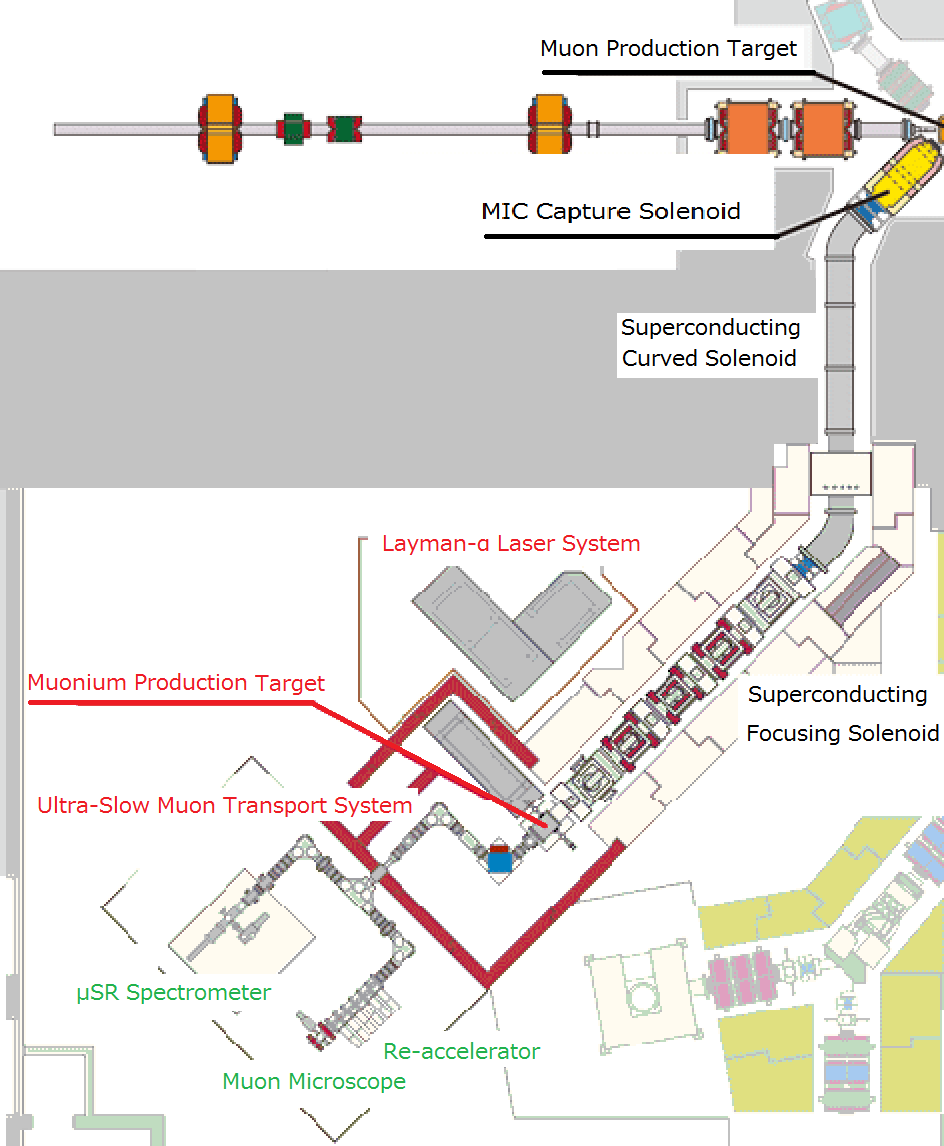 Muon Production Target
MIC Capture Solenoid
Superconducting
Curved Solenoid
Layman-α Laser System
Muonium Production Target
Superconducting
Focusing Solenoid
Ultra-Slow Muon Transport System
μSR Spectrometer
Re-accelerator
Muon Microscope